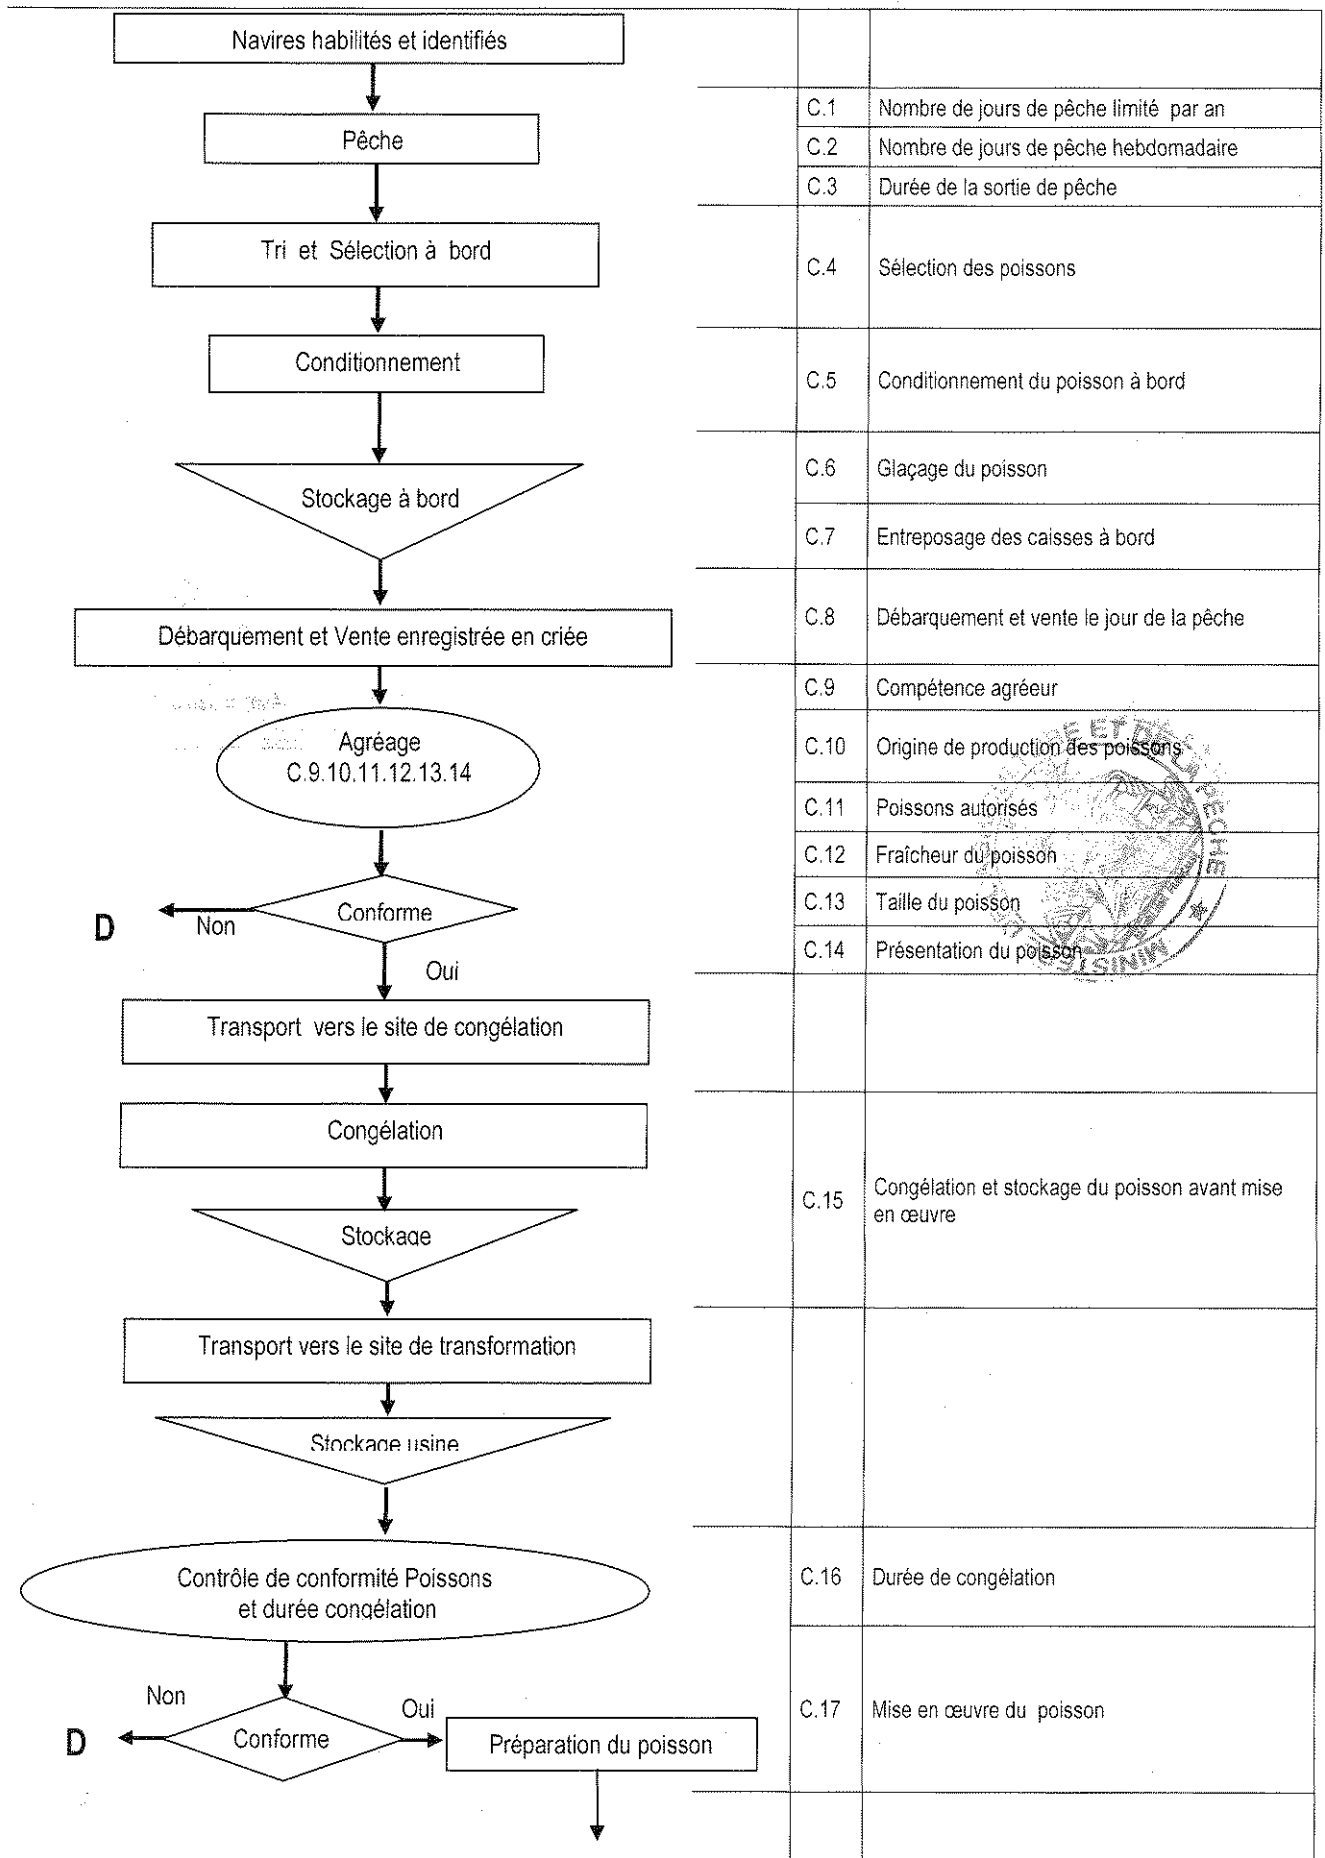 Navires habilités et identifiés
Pêche
Tri et Sélection à bord
Conditionnement
Stockage à bord
Débarquement et Vente enregistrée en criée
Agréage
C.9.10.11.12.13.14
Conforme
Non
D
Oui
Transport vers le site de congélation
Congélation
Stockage
Transport vers le site de transformation
Stockage usine
Contrôle de conformité Poissons
et durée congélation
Non
Oui
D
Conforme
Préparation du poisson
C.1 Nombre de jours de pêche limité par an
C.2 Nombre de jours de pêche hebdomadaire
C.3 Durée de la sortie de pêche
C.4 Sélection des poissons
C.5 Conditionnement du poisson à bord
C.6 Glaçage du poisson
C.7 Entreposage des caisses à bord
C.8 Débarquement et vente le jour de la pêche
C.9 Compétence agréeur
C.10 Origine de production des poissons
C.11 Poissons autorisés
C.12 Fraîcheur du poisson
C.13 Taille du poisson
C.14 Présentation du poisson
C.15 Congélation et stockage du poisson avant mise
en œuvre
C.16 Durée de congélation
C.17 Mise en œuvre du poisson
ET DE LA PECHE
MINISTE